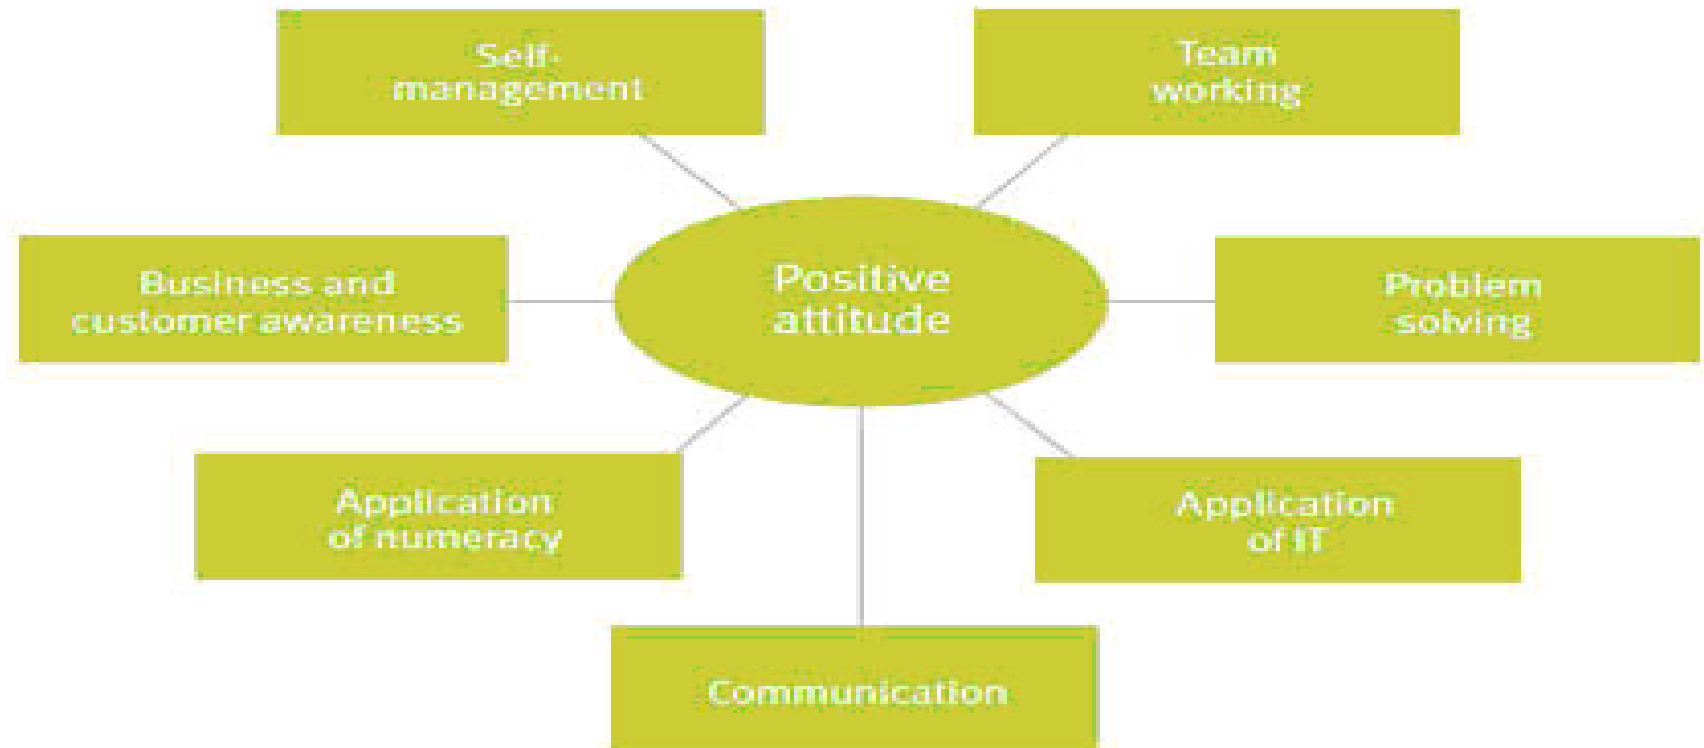 Self-
management
Team
working
Business and
customer awareness
Positive
attitude
Problem
solving
Application
of numeracy
Application
of IT
Communication